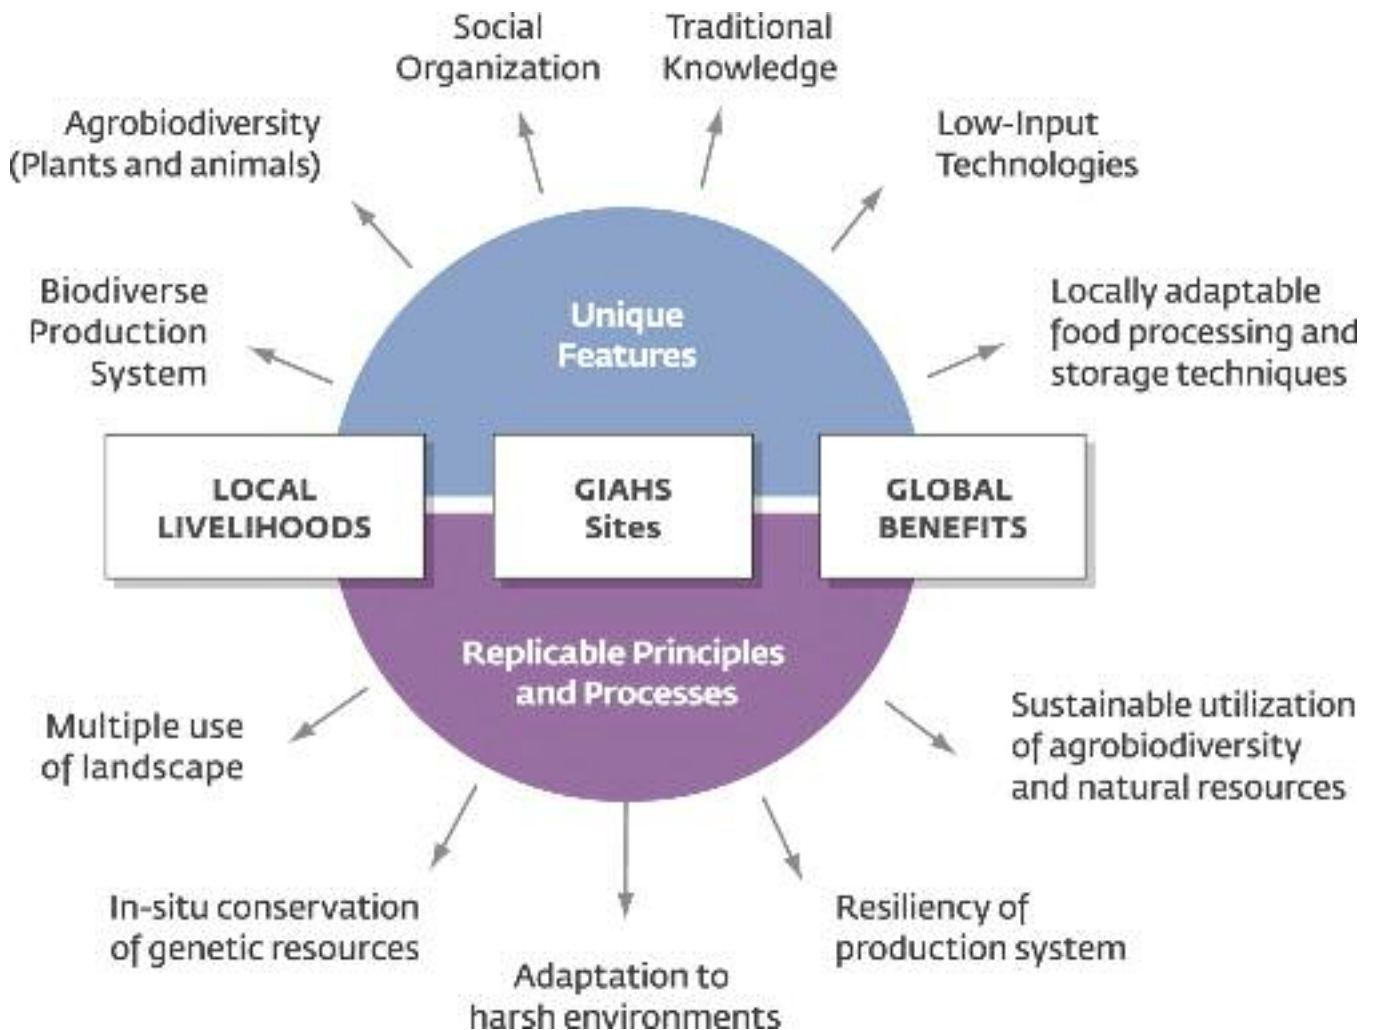 Social
Organization
Traditional
Knowledge
Agrobiodiversity
(Plants and animals)
Low-Input
Technologies
Biodiverse
Production
System
Unique
Features
Locally adaptable
food processing and
storage techniques
LOCAL
LIVELIHOODS
GIAHS
Sites
GLOBAL
BENEFITS
Replicable Principles
and Processes
Multiple use
of landscape
Sustainable utilization
of agrobiodiversity
and natural resources
In-situ conservation
of genetic resources
Adaptation to
harsh environments
Resiliency of
production system